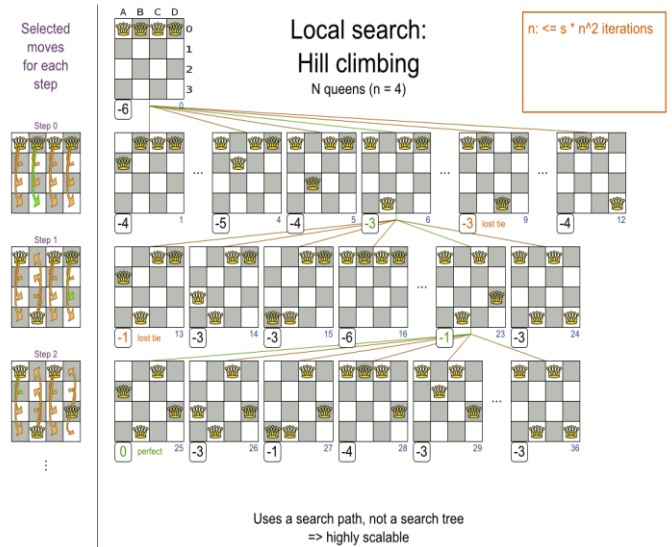 Selected
moves
for each
step
A B C D
0
1
2
3
-6
0
Local search:
Hill climbing
N queens (n = 4)
n: <= s * n^2 iterations
Step 0
...
...
...
-4
1
-5
4
-4
5
-3
6
-3 lost tie
9
-4
12
Step 1
...
-1 lost tie
13
-3
14
-3
15
-6
16
-1
23
-3
24
Step 2
...
0 perfect
25
-3
26
-1
27
-4
28
-3
29
-3
36
...
Uses a search path, not a search tree
=> highly scalable